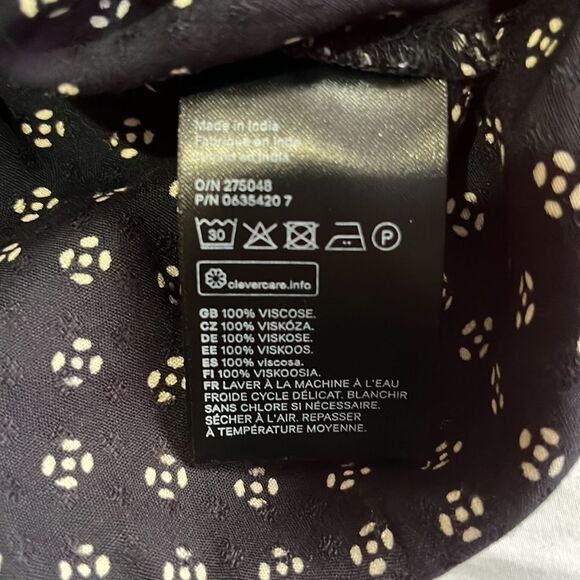 Made in India
Fabriqué en Inde
en India
O/N 275048
P/N 0635420 7
30
P
clevercare.info
GB 100% VISCOSE.
CZ 100% VISKÓZA.
DE 100% VISKOSE.
EE 100% VISKOOS.
ES 100% viscosa.
FI 100% VISKOOSIA.
FR LAVER À LA MACHINE À L'EAU
FROIDE CYCLE DÉLICAT. BLANCHIR
SANS CHLORE SI NÉCESSAIRE.
SÉCHER À L'AIR. REPASSER
À TEMPÉRATURE MOYENNE.